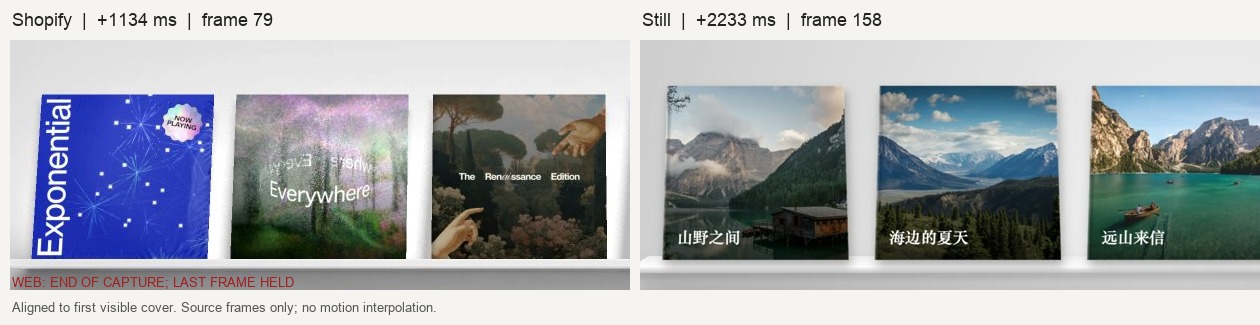 Shopify | +1134 ms | frame 79
Still | +2233 ms | frame 158
Exponential
NOW PLAYING
Everywhere
Everywhere
The Renaissance Edition
山野之间
海边的夏天
远山来信
WEB: END OF CAPTURE; LAST FRAME HELD
Aligned to first visible cover. Source frames only; no motion interpolation.